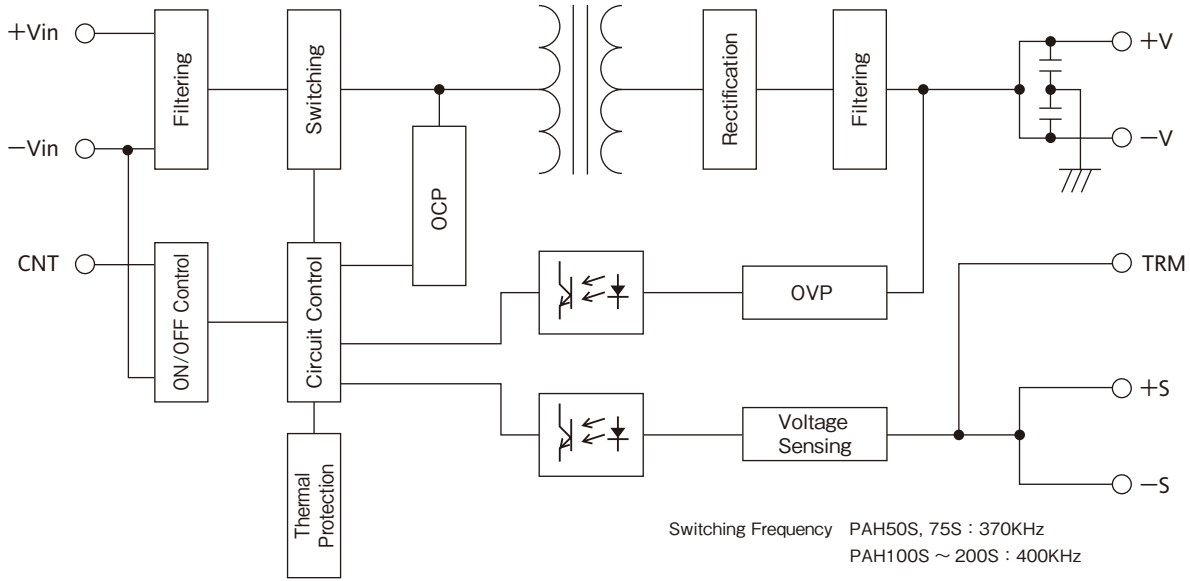 +Vin
Filtering
Switching
Rectification
Filtering
+V
−Vin
−V
OCP
CNT
ON/OFF Control
Circuit Control
OVP
TRM
+S
Voltage
Sensing
−S
Thermal
Protection
Switching Frequency PAH50S, 75S : 370KHz
PAH100S ~ 200S : 400KHz